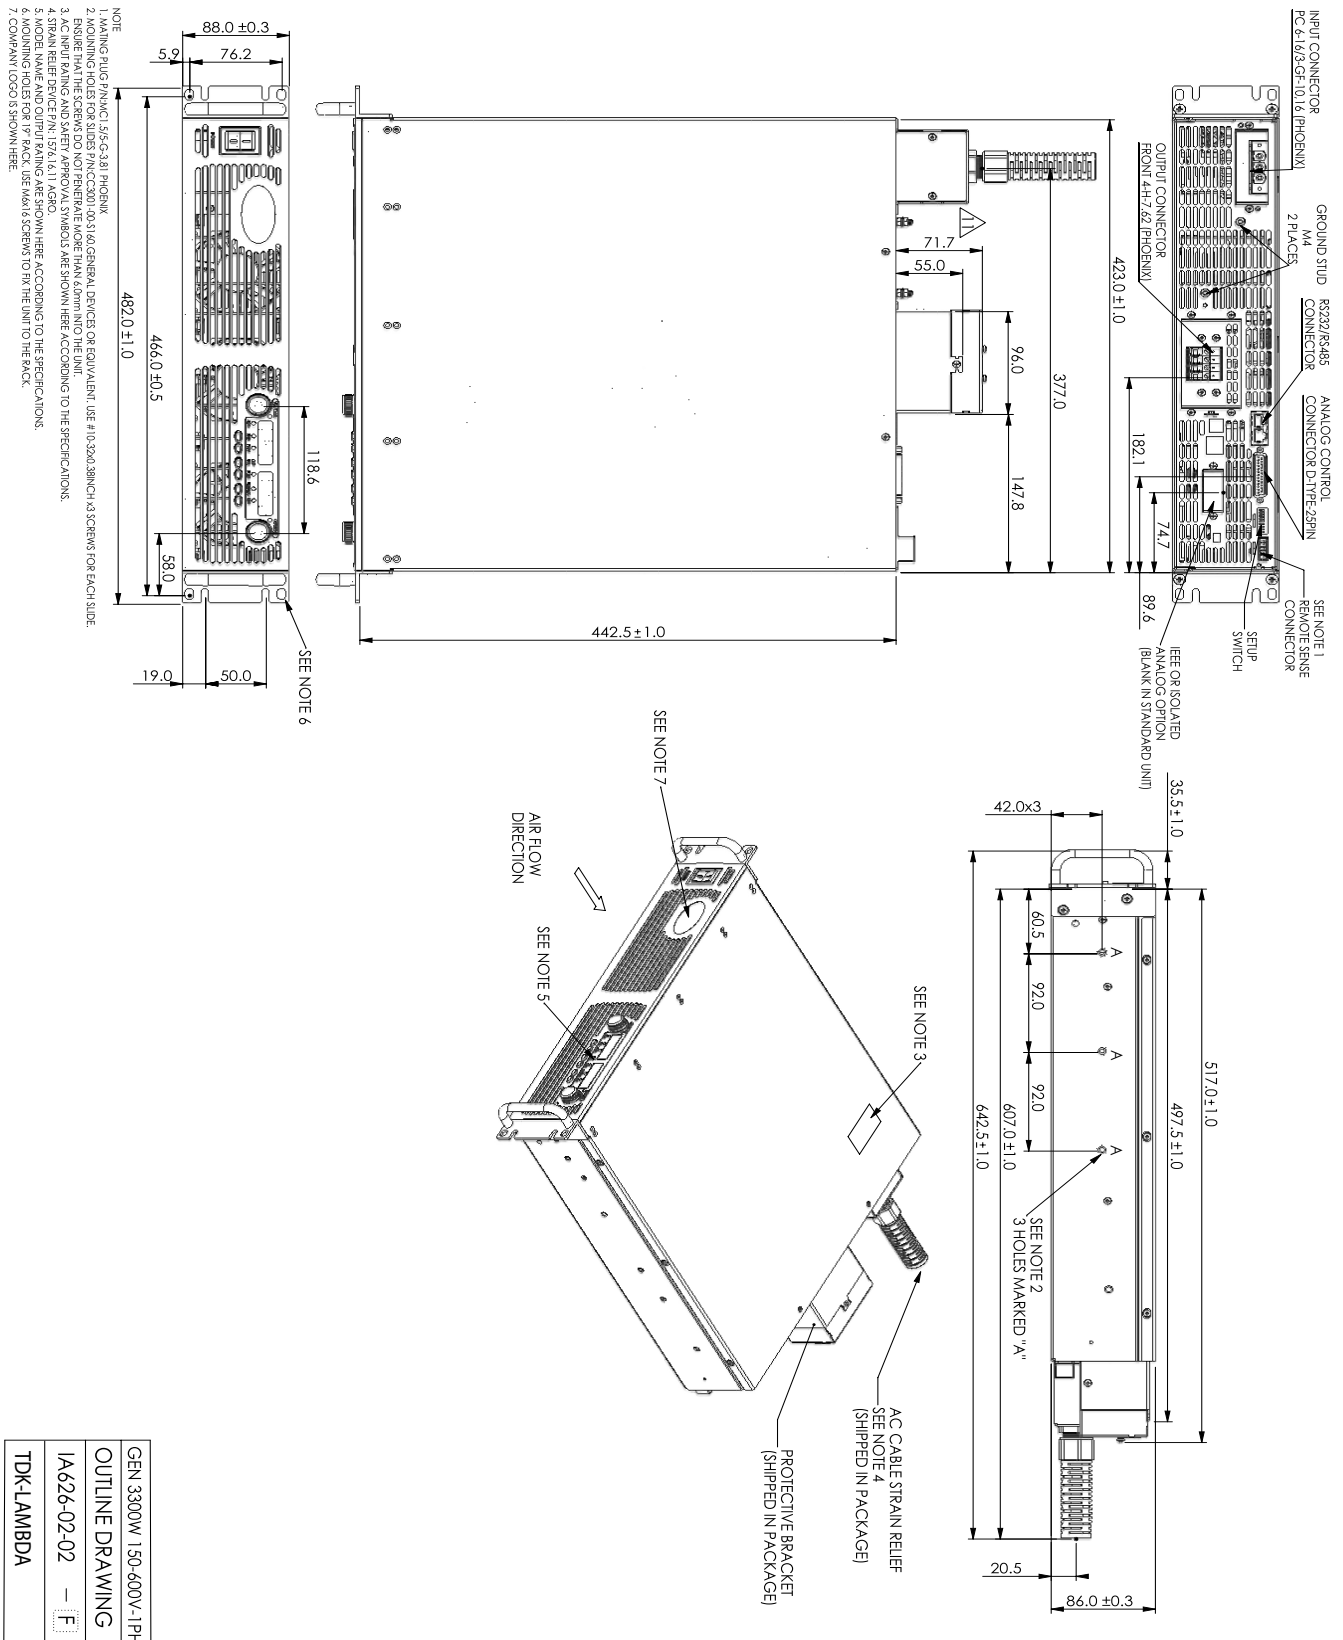 INPUT CONNECTOR
PC 6-16/3-GF-10,16 (PHOENIX)
GROUND STUD
M4
2 PLACES
RS232/RS485
CONNECTOR
ANALOG CONTROL
CONNECTOR D-TYPE-25PIN
SEE NOTE 1
REMOTE SENSE
CONNECTOR
SETUP
SWITCH
IEEE OR ISOLATED
ANALOG OPTION
(BLANK IN STANDARD UNIT)
OUTPUT CONNECTOR
FRONT 4-H-7,62 (PHOENIX)
182.1
74.7
89.6
423.0 ±1.0
377.0
71.7
55.0
96.0
147.8
442.5±1.0
88.0 ±0.3
76.2
5.9
118.6
58.0
466.0 ±0.5
482.0 ±1.0
19.0
50.0
SEE NOTE 6
35.5±1.0
42.0x3
60.5
92.0
92.0
A
A
A
517.0±1.0
497.5±1.0
607.0 ±1.0
642.5±1.0
SEE NOTE 2
3 HOLES MARKED "A"
20.5
86.0 ±0.3
SEE NOTE 7
AIR FLOW
DIRECTION
SEE NOTE 5
SEE NOTE 3
AC CABLE STRAIN RELIEF
SEE NOTE 4
(SHIPPED IN PACKAGE)
PROTECTIVE BRACKET
(SHIPPED IN PACKAGE)
NOTE
1. MATING PLUG P/N:MC1.5/5-G-3.81 PHOENIX
2. MOUNTING HOLES FOR SLIDES P/N:CC3001-00-S160,GENERAL DEVICES OR EQUIVALENT. USE #10-32x0.38INCH x3 SCREWS FOR EACH SLIDE.
ENSURE THAT THE SCREWS DO NOT PENETRATE MORE THAN 6.0mm INTO THE UNIT.
3. AC INPUT RATING AND SAFETY APPROVAL SYMBOLS ARE SHOWN HERE ACCORDING TO THE SPECIFICATIONS.
4. STRAIN RELIEF DEVICE P/N: 1576.16.11 AGRO.
5. MODEL NAME AND OUTPUT RATING ARE SHOWN HERE ACCORDING TO THE SPECIFICATIONS.
6. MOUNTING HOLES FOR 19" RACK. USE M6x16 SCREWS TO FIX THE UNIT TO THE RACK.
7. COMPANY LOGO IS SHOWN HERE.
GEN 3300W 150-600V-1PH
OUTLINE DRAWING
IA626-02-02 - F
TDK-LAMBDA